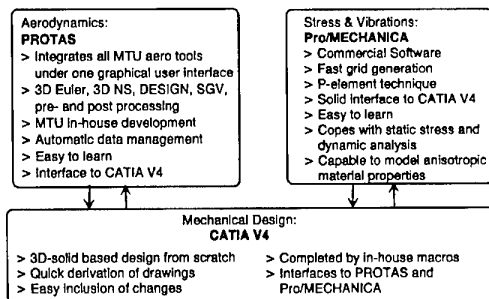 Aerodynamics:
PROTAS
> Integrates all MTU aero tools
under one graphical user interface
> 3D Euler, 3D NS, DESIGN, SGV,
pre- and post processing
> MTU in-house development
> Automatic data management
> Easy to learn
> Interface to CATIA V4
Stress & Vibrations:
Pro/MECHANICA
> Commercial Software
> Fast grid generation
> P-element technique
> Solid interface to CATIA V4
> Easy to learn
> Copes with static stress and
dynamic analysis
> Capable to model anisotropic
material properties
Mechanical Design:
CATIA V4
> 3D-solid based design from scratch
> Quick derivation of drawings
> Easy inclusion of changes
> Completed by in-house macros
> Interfaces to PROTAS and
Pro/MECHANICA